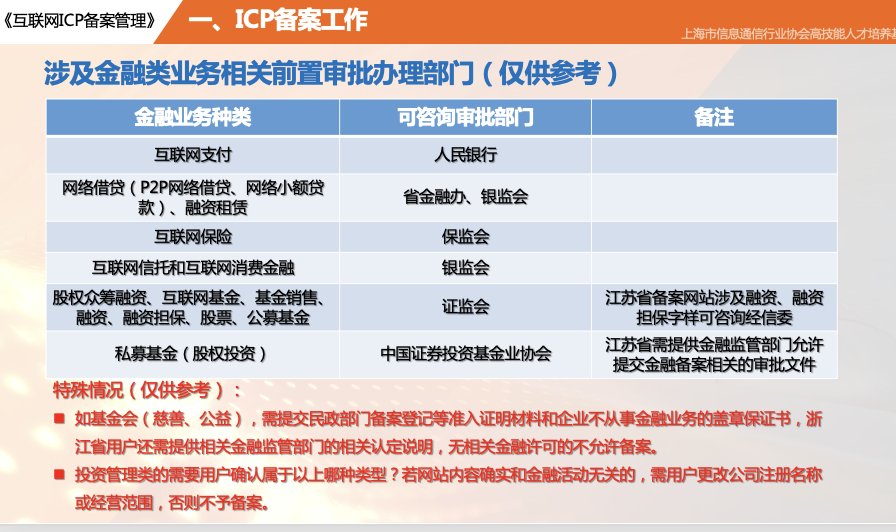 《互联网ICP备案管理》
一、ICP备案工作
上海市信息通信行业协会高技能人才培养基
涉及金融类业务相关前置审批办理部门（仅供参考）
金融业务种类 可咨询审批部门 备注
互联网支付 人民银行
网络借贷（P2P网络借贷、网络小额贷
款）、融资租赁 省金融办、银监会
互联网保险 保监会
互联网信托和互联网消费金融 银监会
股权众筹融资、互联网基金、基金销售、
融资、融资担保、股票、公募基金 证监会 江苏省备案网站涉及融资、融资
担保字样可咨询经信委
私募基金（股权投资） 中国证券投资基金业协会 江苏省需提供金融监管部门允许
提交金融备案相关的审批文件
特殊情况（仅供参考）：
■ 如基金会（慈善、公益），需提交民政部门备案登记等准入证明材料和企业不从事金融业务的盖章保证书，浙
江省用户还需提供相关金融监管部门的相关认定说明，无相关金融许可的不允许备案。
■ 投资管理类的需要用户确认属于以上哪种类型？若网站内容确实和金融活动无关的，需用户更改公司注册名称
或经营范围，否则不予备案。